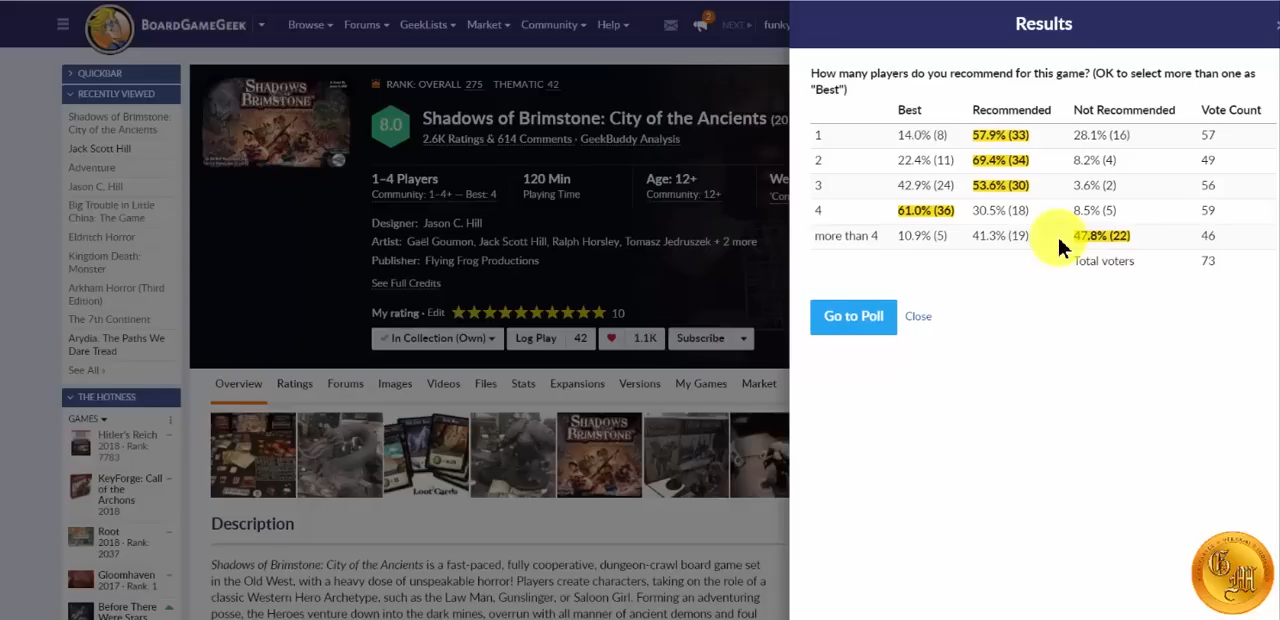 BOARDGAMEGEEK
Browse
Forums
GeekLists
Market
Community
Help
2
NEXT
funky
QUICKBAR
RECENTLY VIEWED
Shadows of Brimstone:
City of the Ancients
Jack Scott Hill
Adventure
Jason C. Hill
Big Trouble in Little
China: The Game
Eldritch Horror
Kingdom Death:
Monster
Arkham Horror (Third
Edition)
The 7th Continent
Arydia: The Paths We
Dare Tread
See All ›
THE HOTNESS
GAMES
Hitler's Reich
2018 · Rank:
7783
KeyForge: Call
of the
Archons
2018
Root
2018 · Rank:
2037
Gloomhaven
2017 · Rank: 1
Before There
Were Stars
SHADOWS
OF
BRIMSTONE
RANK: OVERALL 275 THEMATIC 42
8.0
Shadows of Brimstone: City of the Ancients (20
2.6K Ratings & 614 Comments · GeekBuddy Analysis
1–4 Players
Community: 1–4+ — Best: 4
120 Min
Playing Time
Age: 12+
Community: 12+
We
'Con
Designer: Jason C. Hill
Artist: Gaël Goumon, Jack Scott Hill, Ralph Horsley, Tomasz Jedruszek + 2 more
Publisher: Flying Frog Productions
See Full Credits
My rating · Edit
10
In Collection (Own)
Log Play 42
1.1K
Subscribe
Overview
Ratings
Forums
Images
Videos
Files
Stats
Expansions
Versions
My Games
Market
LOOT CARDS
SHADOWS
OF
BRIMSTONE
Description
Shadows of Brimstone: City of the Ancients is a fast-paced, fully cooperative, dungeon-crawl board game set
in the Old West, with a heavy dose of unspeakable horror! Players create characters, taking on the role of a
classic Western Hero Archetype, such as the Law Man, Gunslinger, or Saloon Girl. Forming an adventuring
posse, the Heroes venture down into the dark mines, overrun with all manner of ancient demons and foul
Results
How many players do you recommend for this game? (OK to select more than one as
"Best")
Best Recommended Not Recommended Vote Count
1 14.0% (8) 57.9% (33) 28.1% (16) 57
2 22.4% (11) 69.4% (34) 8.2% (4) 49
3 42.9% (24) 53.6% (30) 3.6% (2) 56
4 61.0% (36) 30.5% (18) 8.5% (5) 59
more than 4 10.9% (5) 41.3% (19) 47.8% (22) 46
Total voters 73
Go to Poll
Close
G M